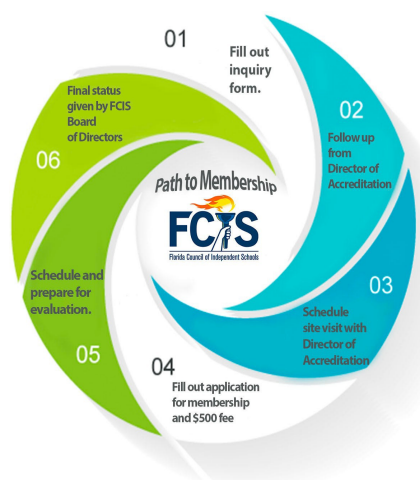 01
Fill out
inquiry
form.
02
Follow up
from
Director of
Accreditation
03
Schedule
site visit with
Director of
Accreditation
04
Fill out application
for membership
and $500 fee
05
Schedule and
prepare for
evaluation.
06
Final status
given by FCIS
Board
of Directors
Path to Membership
FCIS
Florida Council of Independent Schools